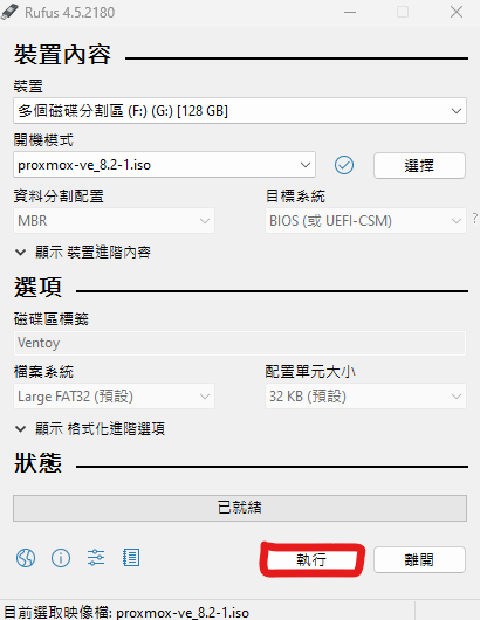 Rufus 4.5.2180
裝置內容
裝置
多個磁碟分割區 (F:) (G:) [128 GB]
開機模式
proxmox-ve_8.2-1.iso
選擇
資料分割配置 目標系統
MBR BIOS (或 UEFI-CSM) ?
顯示 裝置進階內容
選項
磁碟區標籤
Ventoy
檔案系統 配置單元大小
Large FAT32 (預設) 32 KB (預設)
顯示 格式化進階選項
狀態
已就緒
執行 離開
目前選取映像檔: proxmox-ve_8.2-1.iso